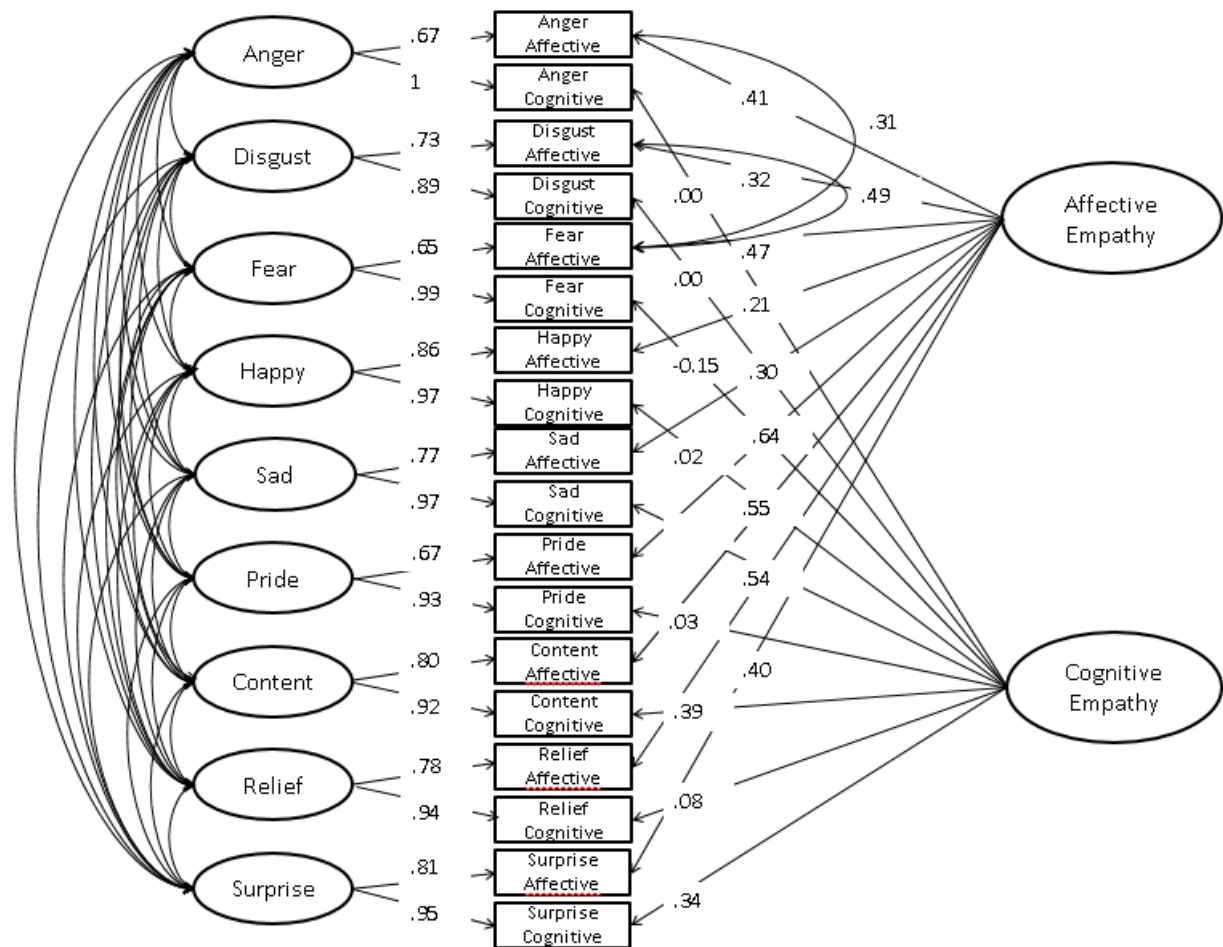 Anger
Disgust
Fear
Happy
Sad
Pride
Content
Relief
Surprise
.67
1
.73
.89
.65
.99
.86
.97
.77
.97
.67
.93
.80
.92
.78
.94
.81
.95
Anger
Affective
Anger
Cognitive
Disgust
Affective
Disgust
Cognitive
Fear
Affective
Fear
Cognitive
Happy
Affective
Happy
Cognitive
Sad
Affective
Sad
Cognitive
Pride
Affective
Pride
Cognitive
Content
Affective
Content
Cognitive
Relief
Affective
Relief
Cognitive
Surprise
Affective
Surprise
Cognitive
.41
.31
.32
.00
.49
.47
.00
.21
-0.15
.30
.64
.02
.55
.54
.03
.40
.39
.08
.34
Affective
Empathy
Cognitive
Empathy